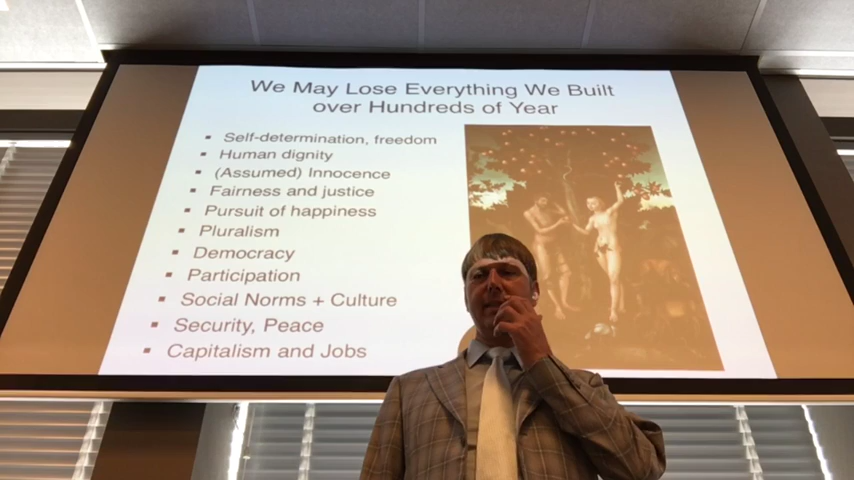 We May Lose Everything We Built
over Hundreds of Year
▪ Self-determination, freedom
▪ Human dignity
▪ (Assumed) Innocence
▪ Fairness and justice
▪ Pursuit of happiness
▪ Pluralism
▪ Democracy
▪ Participation
▪ Social Norms + Culture
▪ Security, Peace
▪ Capitalism and Jobs